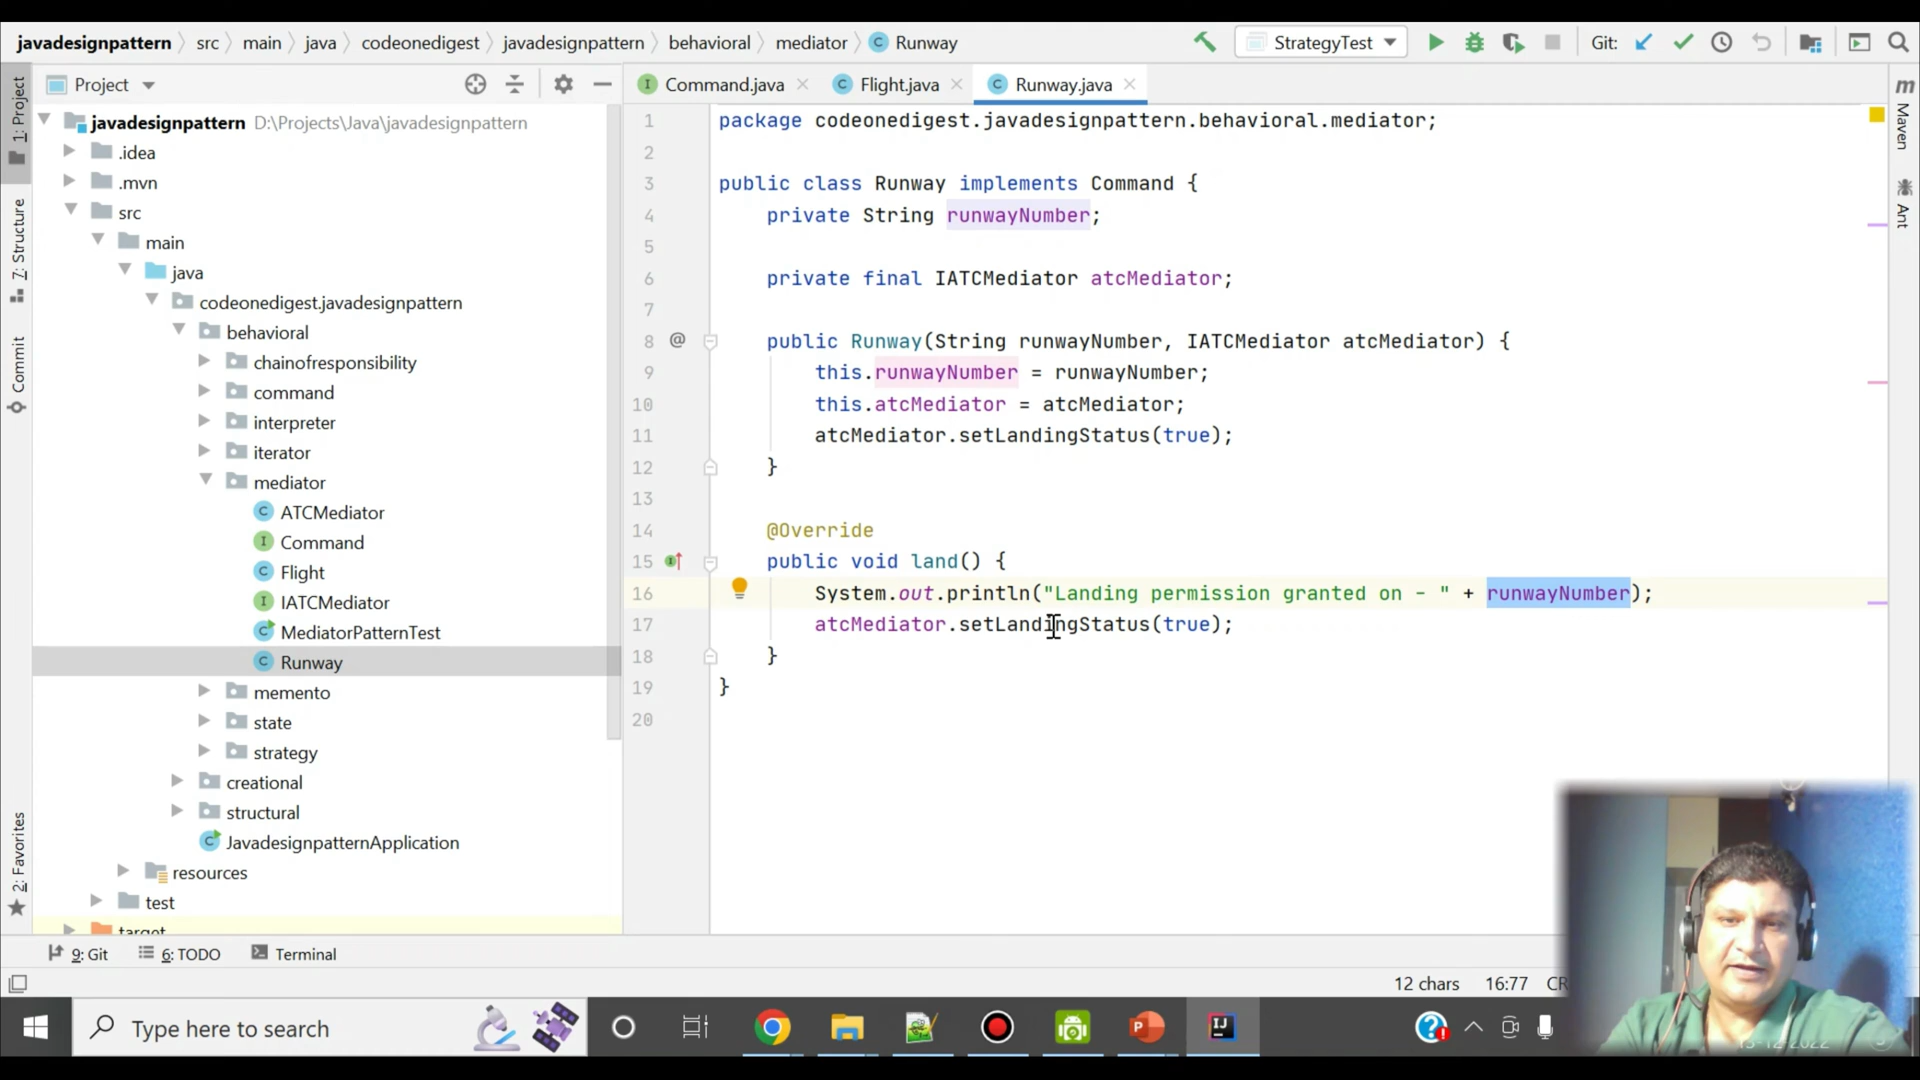 javadesignpattern src main java codeonedigest javadesignpattern behavioral mediator Runway
StrategyTest
Git:
Project
Command.java
Flight.java
Runway.java
1: Project
7: Structure
Commit
2: Favorites
Maven
Ant
javadesignpattern D:\Projects\Java\javadesignpattern
.idea
.mvn
src
main
java
codeonedigest.javadesignpattern
behavioral
chainofresponsibility
command
interpreter
iterator
mediator
ATCMediator
Command
Flight
IATCMediator
MediatorPatternTest
Runway
memento
state
strategy
creational
structural
JavadesignpatternApplication
resources
test
target
1 package codeonedigest.javadesignpattern.behavioral.mediator;
2
3 public class Runway implements Command {
4 private String runwayNumber;
5
6 private final IATCMediator atcMediator;
7
8 @ public Runway(String runwayNumber, IATCMediator atcMediator) {
9 this.runwayNumber = runwayNumber;
10 this.atcMediator = atcMediator;
11 atcMediator.setLandingStatus(true);
12 }
13
14 @Override
15 public void land() {
16 System.out.println("Landing permission granted on - " + runwayNumber);
17 atcMediator.setLandingStatus(true);
18 }
19 }
20
9: Git
6: TODO
Terminal
12 chars 16:77 CR
Type here to search
13-12-2022